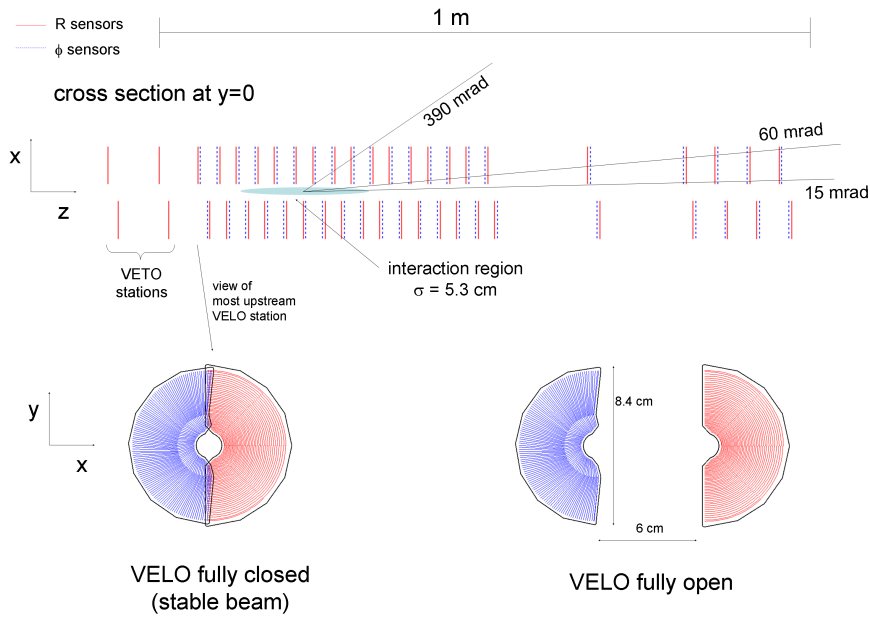 R sensors
ϕ sensors
1 m
cross section at y=0
390 mrad
60 mrad
15 mrad
x
z
VETO
stations
view of
most upstream
VELO station
interaction region
σ = 5.3 cm
y
x
8.4 cm
6 cm
VELO fully closed
(stable beam)
VELO fully open